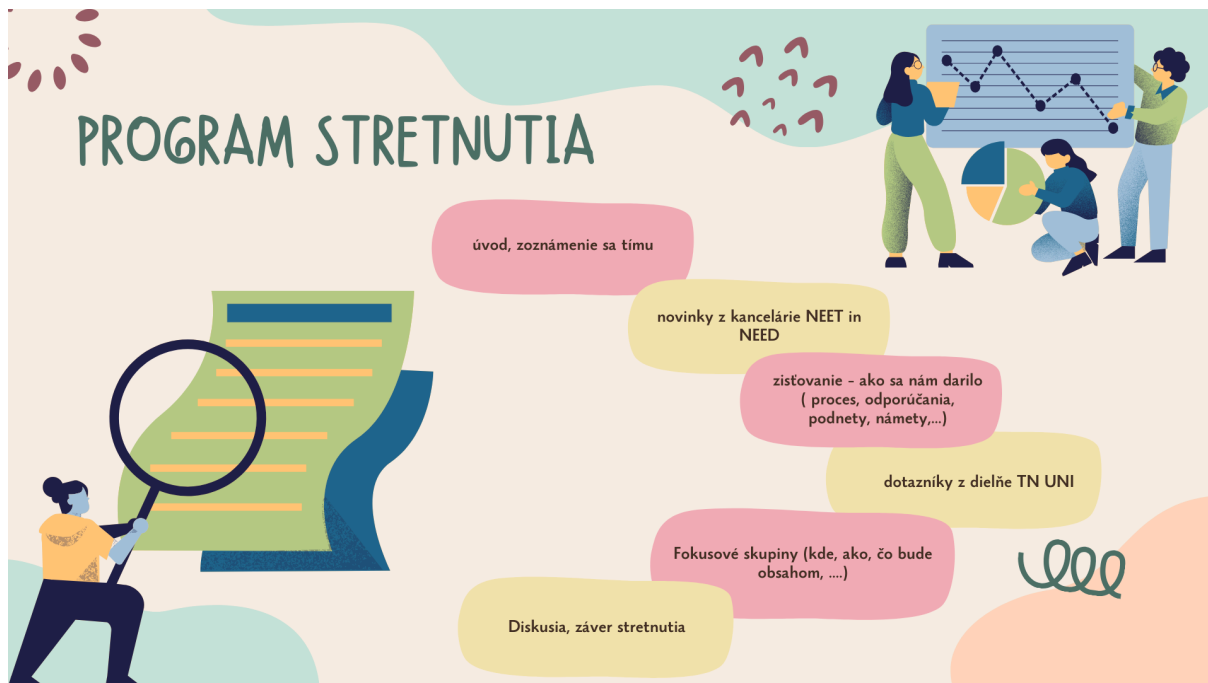 PROGRAM STRETNUTIA
úvod, zoznámenie sa tímu
novinky z kancelárie NEET in
NEED
zisťovanie - ako sa nám darilo
( proces, odporúčania,
podnety, námety,...)
dotazníky z dielňe TN UNI
Fokusové skupiny (kde, ako, čo bude
obsahom, ....)
Diskusia, záver stretnutia